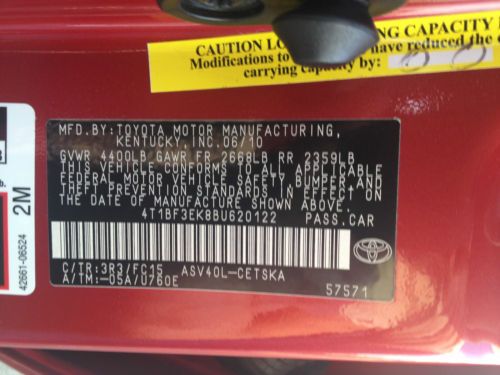 CAUTION LO NG CAPACITY
Modifications to have reduced the
carrying capacity by:
MFD.BY:TOYOTA MOTOR MANUFACTURING,
KENTUCKY, INC.06/10
GVWR 4400LB GAWR FR 2668LB RR 2359LB
THIS VEHICLE CONFORMS TO ALL APPLICABLE
FEDERAL MOTOR VEHICLE SAFETY, BUMPER, AND
THEFT PREVENTION STANDARDS IN EFFECT ON
THE DATE OF MANUFACTURE SHOWN ABOVE.
4T1BF3EK8BU620122 PASS.CAR
C/TR:3R3/FC15 ASV40L-CETSKA
A/TM:-05A/U760E
57571
TOYOTA
2M
42661-06524